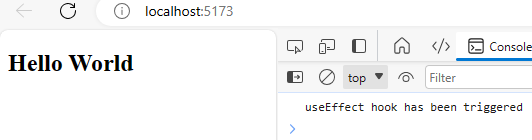 localhost:5173
Hello World
Console
top
Filter
useEffect hook has been triggered